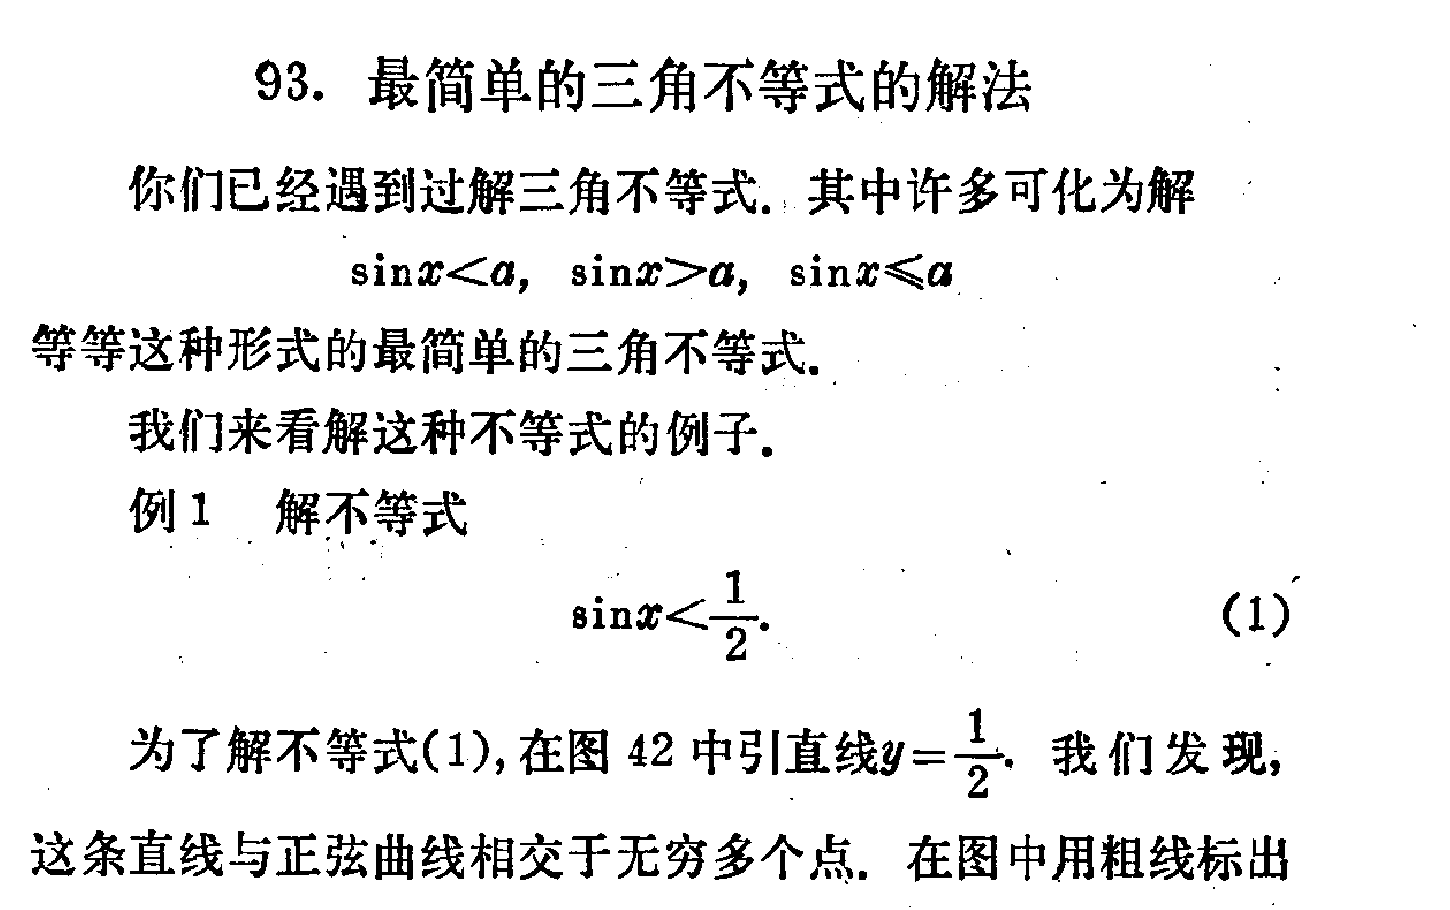 93. 最简单的三角不等式的解法
你们已经遇到过解三角不等式. 其中许多可化为解
sinx<a, sinx>a, sinx⩽a
等等这种形式的最简单的三角不等式.
我们来看解这种不等式的例子.
例1 解不等式
sinx<1/2. (1)
为了解不等式(1),在图 42 中引直线y=1/2. 我们发现,
这条直线与正弦曲线相交于无穷多个点. 在图中用粗线标出